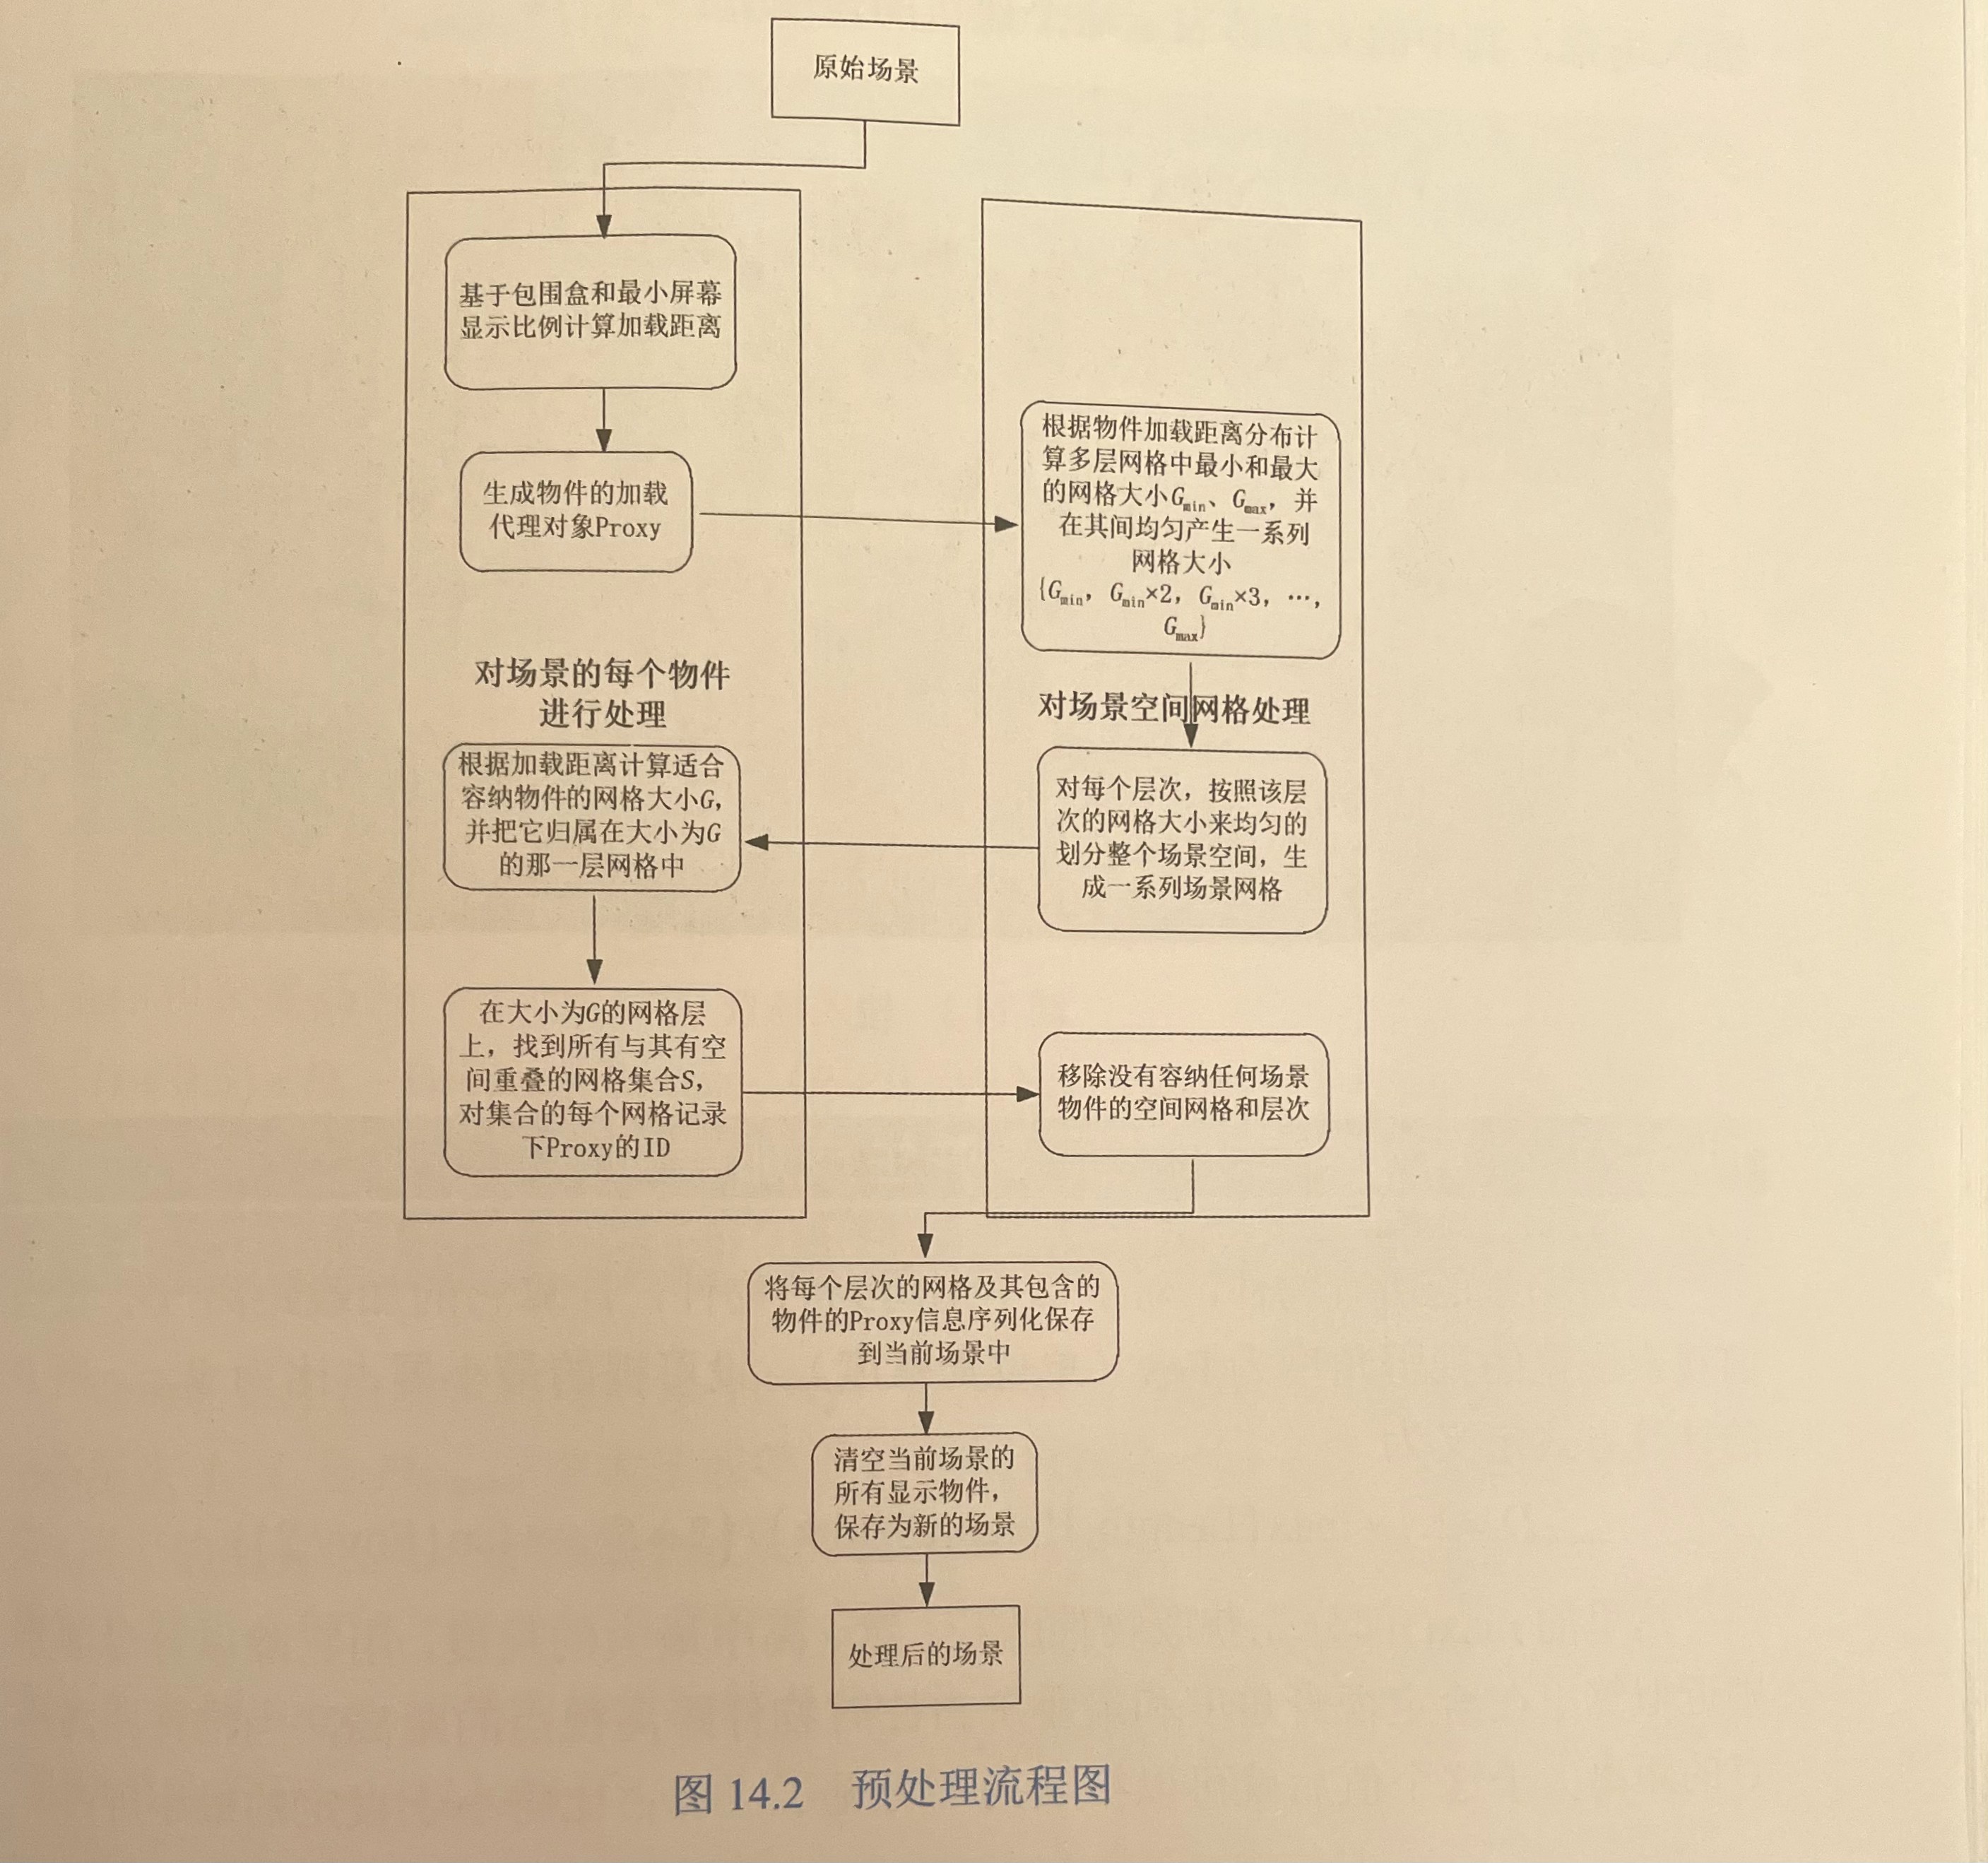 原始场景
基于包围盒和最小屏幕
显示比例计算加载距离
生成物件的加载
代理对象Proxy
根据物件加载距离分布计
算多层网格中最小和最大
的网格大小Gmin、Gmax，并
在其间均匀产生一系列
网格大小
{Gmin，Gmin×2，Gmin×3，…，
Gmax}
对场景的每个物件
进行处理
对场景空间网格处理
对每个层次，按照该层
次的网格大小来均匀的
划分整个场景空间，生
成一系列场景网格
根据加载距离计算适合
容纳物件的网格大小G，
并把它归属在大小为G
的那一层网格中
在大小为G的网格层
上，找到所有与其有空
间重叠的网格集合S，
对集合的每个网格记录
下Proxy的ID
移除没有容纳任何场景
物件的空间网格和层次
将每个层次的网格及其包含的
物件的Proxy信息序列化保存
到当前场景中
清空当前场景的
所有显示物件，
保存为新的场景
处理后的场景
图 14.2 预处理流程图